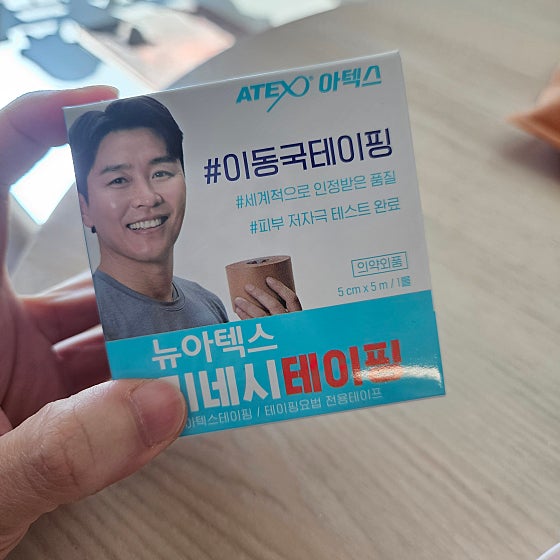 ATEX® 아텍스
#이동국테이핑
#세계적으로 인정받은 품질
#피부 저자극 테스트 완료
의약외품
5 cm x 5 m / 1롤
뉴아텍스
네시테이핑
아텍스테이핑 / 테이핑요법 전용테이프